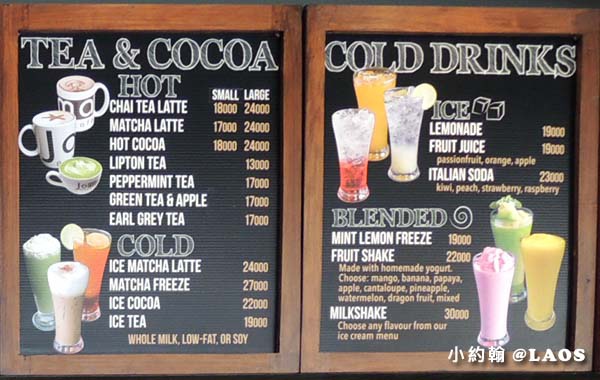 TEA & COCOA
HOT
SMALL LARGE
CHAI TEA LATTE 18000 24000
MATCHA LATTE 17000 24000
HOT COCOA 18000 24000
LIPTON TEA 13000
PEPPERMINT TEA 17000
GREEN TEA & APPLE 17000
EARL GREY TEA 17000
COLD
ICE MATCHA LATTE 24000
MATCHA FREEZE 27000
ICE COCOA 22000
ICE TEA 19000
WHOLE MILK, LOW-FAT, OR SOY
COLD DRINKS
ICE
LEMONADE 19000
FRUIT JUICE 19000
passionfruit, orange, apple
ITALIAN SODA 23000
kiwi, peach, strawberry, raspberry
BLENDED
MINT LEMON FREEZE 19000
FRUIT SHAKE 22000
Made with homemade yogurt.
Choose: mango, banana, papaya,
apple, cantaloupe, pineapple,
watermelon, dragon fruit, mixed
MILKSHAKE 30000
Choose any flavour from our
ice cream menu
小約翰 @LAOS